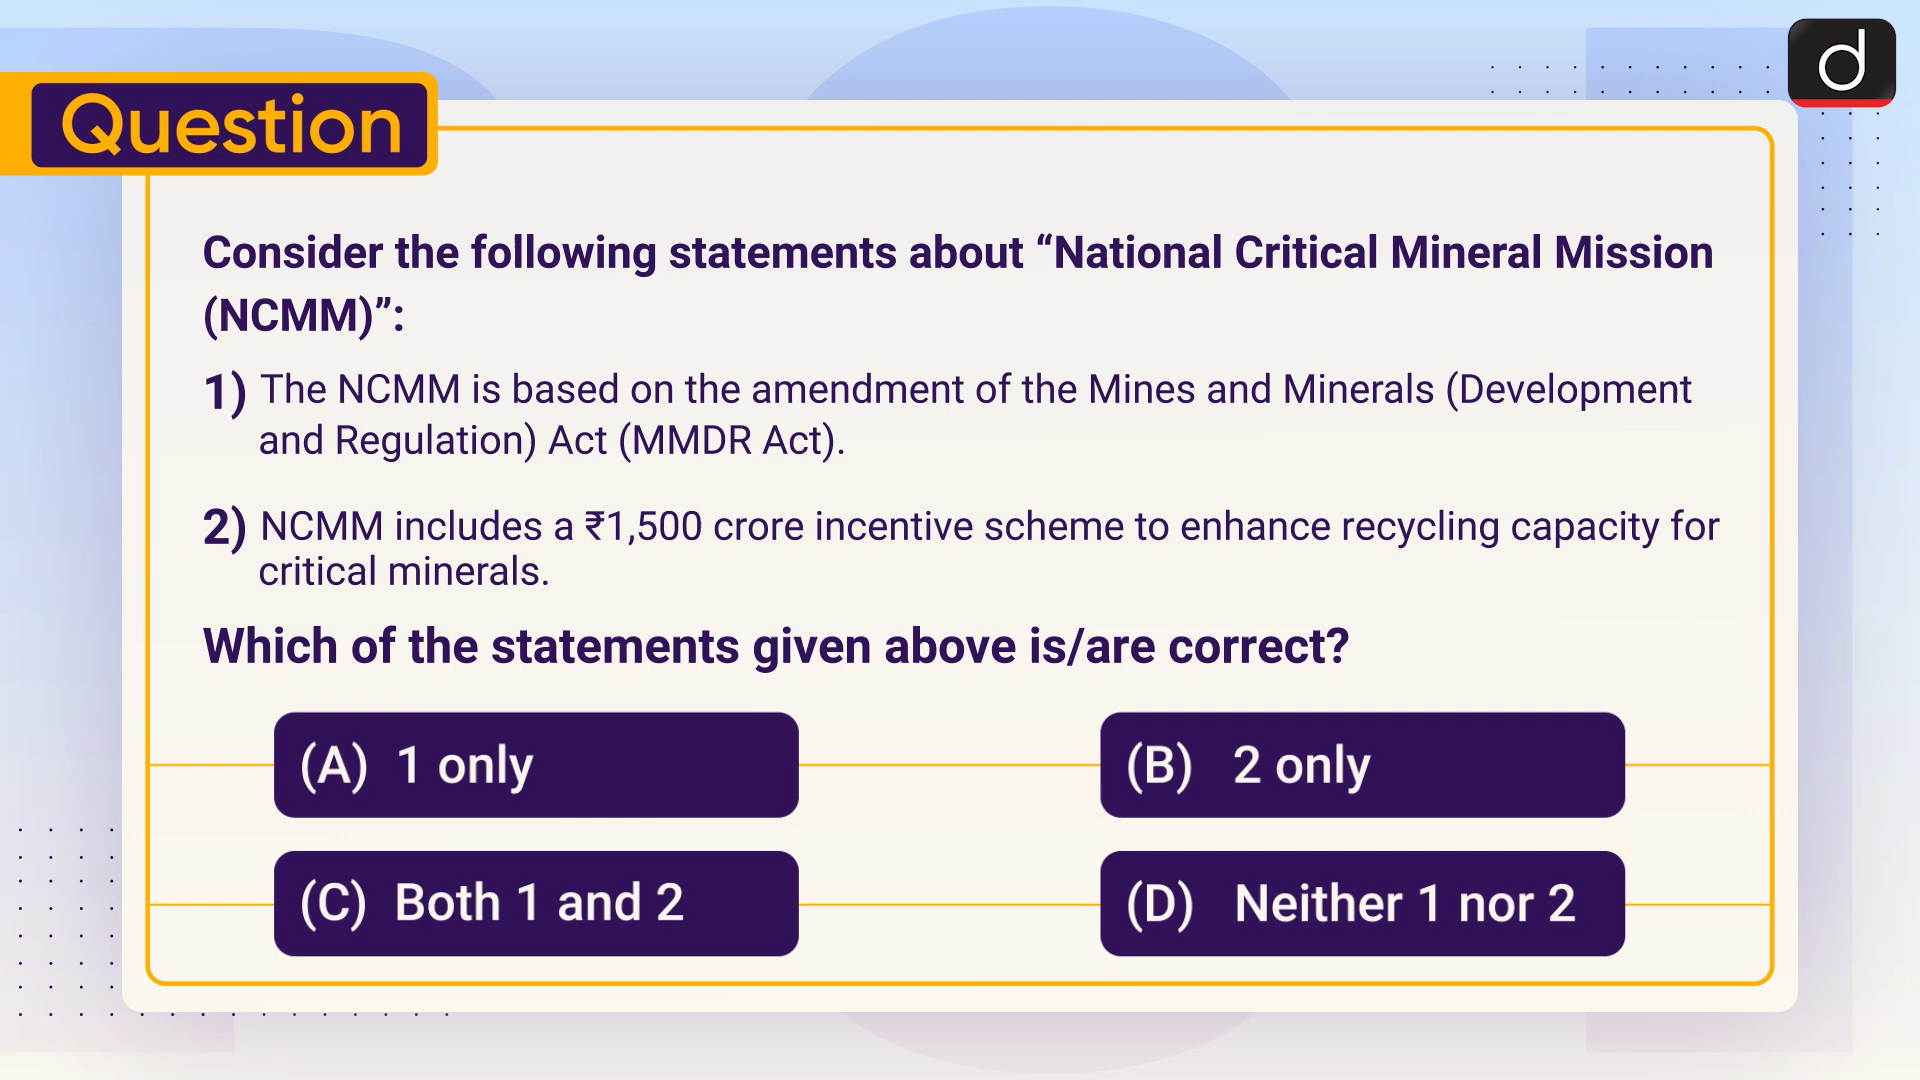 Question
Consider the following statements about “National Critical Mineral Mission
(NCMM)”:
1) The NCMM is based on the amendment of the Mines and Minerals (Development
and Regulation) Act (MMDR Act).
2) NCMM includes a ₹1,500 crore incentive scheme to enhance recycling capacity for
critical minerals.
Which of the statements given above is/are correct?
(A) 1 only
(B) 2 only
(C) Both 1 and 2
(D) Neither 1 nor 2
d